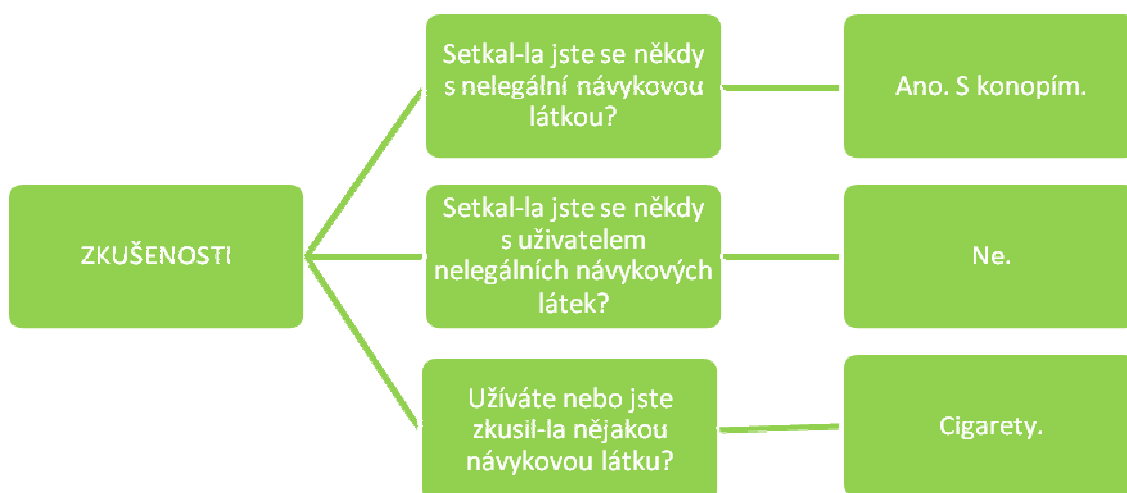 ZKUŠENOSTI
Setkal-la jste se někdy
s nelegální návykovou
látkou?
Ano. S konopím.
Setkal-la jste se někdy
s uživatelem
nelegálních návykových
látek?
Ne.
Užíváte nebo jste
zkusil-la nějakou
návykovou látku?
Cigarety.